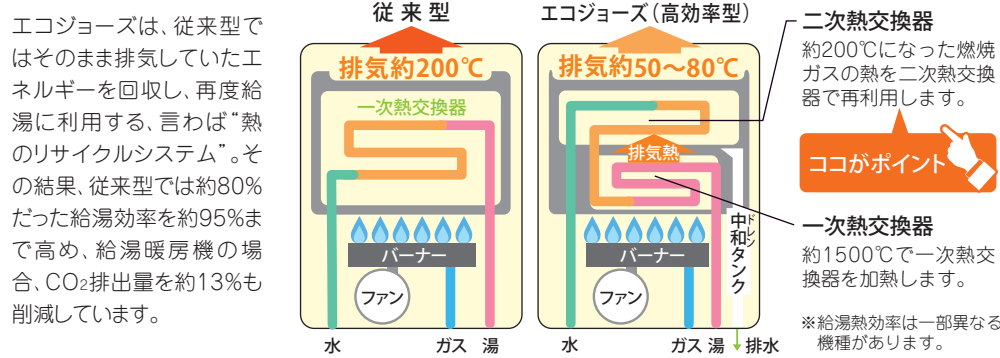 エコジョーズは、従来型で
はそのまま排気していたエ
ネルギーを回収し、再度給
湯に利用する、言わば“熱
のリサイクルシステム”。そ
の結果、従来型では約80%
だった給湯効率を約95%ま
で高め、給湯暖房機の場
合、CO₂排出量を約13%も
削減しています。
従来型
排気約200℃
一次熱交換器
バーナー
ファン
水
ガス
湯
エコジョーズ(高効率型)
排気約50〜80℃
排気熱
バーナー
ファン
ドレン
中和タンク
水
ガス
湯
排水
二次熱交換器
約200℃になった燃焼
ガスの熱を二次熱交換
器で再利用します。
ココがポイント
一次熱交換器
約1500℃で一次熱交
換器を加熱します。
※給湯熱効率は一部異なる
機種があります。